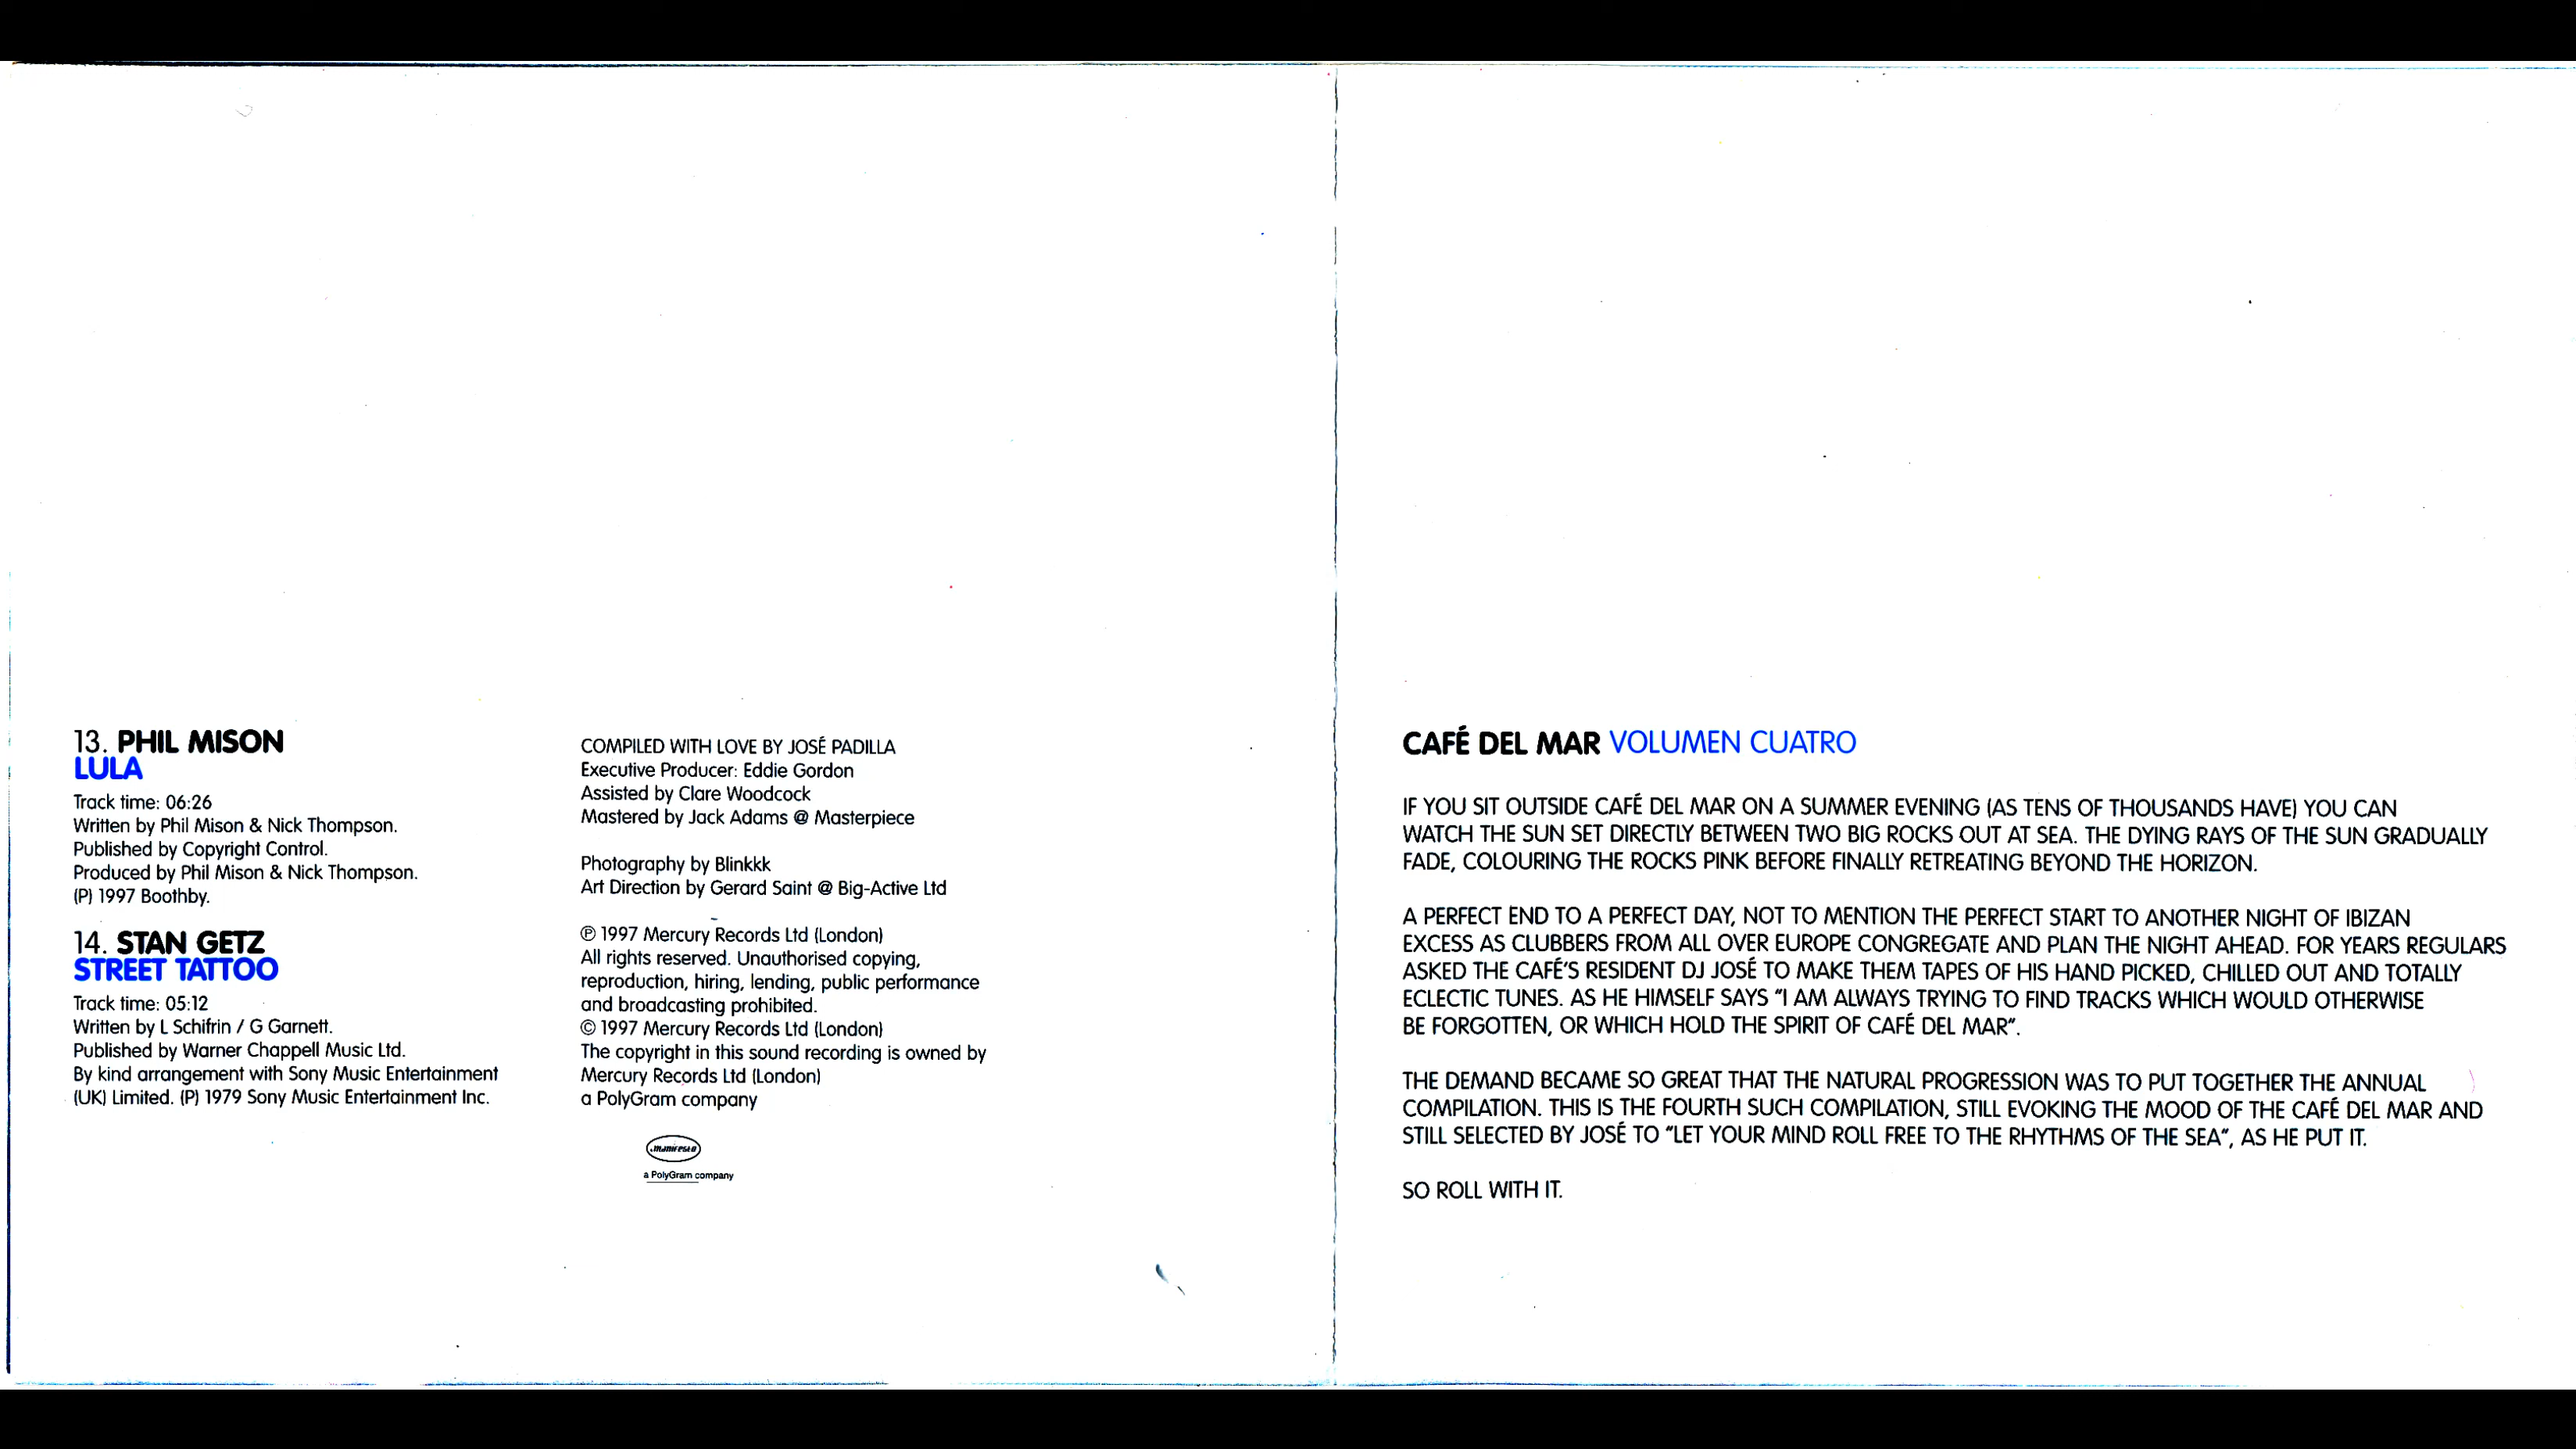 13. PHIL MISON
LULA
Track time: 06:26
Written by Phil Mison & Nick Thompson.
Published by Copyright Control.
Produced by Phil Mison & Nick Thompson.
(P) 1997 Boothby.
14. STAN GETZ
STREET TATTOO
Track time: 05:12
Written by L Schifrin / G Garnett.
Published by Warner Chappell Music Ltd.
By kind arrangement with Sony Music Entertainment
(UK) Limited. (P) 1979 Sony Music Entertainment Inc.
COMPILED WITH LOVE BY JOSÉ PADILLA
Executive Producer: Eddie Gordon
Assisted by Clare Woodcock
Mastered by Jack Adams @ Masterpiece
Photography by Blinkkk
Art Direction by Gerard Saint @ Big-Active Ltd
℗ 1997 Mercury Records Ltd (London)
All rights reserved. Unauthorised copying,
reproduction, hiring, lending, public performance
and broadcasting prohibited.
© 1997 Mercury Records Ltd (London)
The copyright in this sound recording is owned by
Mercury Records Ltd (London)
a PolyGram company
manifesto
a PolyGram company
CAFÉ DEL MAR VOLUMEN CUATRO
IF YOU SIT OUTSIDE CAFÉ DEL MAR ON A SUMMER EVENING (AS TENS OF THOUSANDS HAVE) YOU CAN
WATCH THE SUN SET DIRECTLY BETWEEN TWO BIG ROCKS OUT AT SEA. THE DYING RAYS OF THE SUN GRADUALLY
FADE, COLOURING THE ROCKS PINK BEFORE FINALLY RETREATING BEYOND THE HORIZON.
A PERFECT END TO A PERFECT DAY, NOT TO MENTION THE PERFECT START TO ANOTHER NIGHT OF IBIZAN
EXCESS AS CLUBBERS FROM ALL OVER EUROPE CONGREGATE AND PLAN THE NIGHT AHEAD. FOR YEARS REGULARS
ASKED THE CAFÉ'S RESIDENT DJ JOSÉ TO MAKE THEM TAPES OF HIS HAND PICKED, CHILLED OUT AND TOTALLY
ECLECTIC TUNES. AS HE HIMSELF SAYS "I AM ALWAYS TRYING TO FIND TRACKS WHICH WOULD OTHERWISE
BE FORGOTTEN, OR WHICH HOLD THE SPIRIT OF CAFÉ DEL MAR".
THE DEMAND BECAME SO GREAT THAT THE NATURAL PROGRESSION WAS TO PUT TOGETHER THE ANNUAL
COMPILATION. THIS IS THE FOURTH SUCH COMPILATION, STILL EVOKING THE MOOD OF THE CAFÉ DEL MAR AND
STILL SELECTED BY JOSÉ TO "LET YOUR MIND ROLL FREE TO THE RHYTHMS OF THE SEA", AS HE PUT IT.
SO ROLL WITH IT.